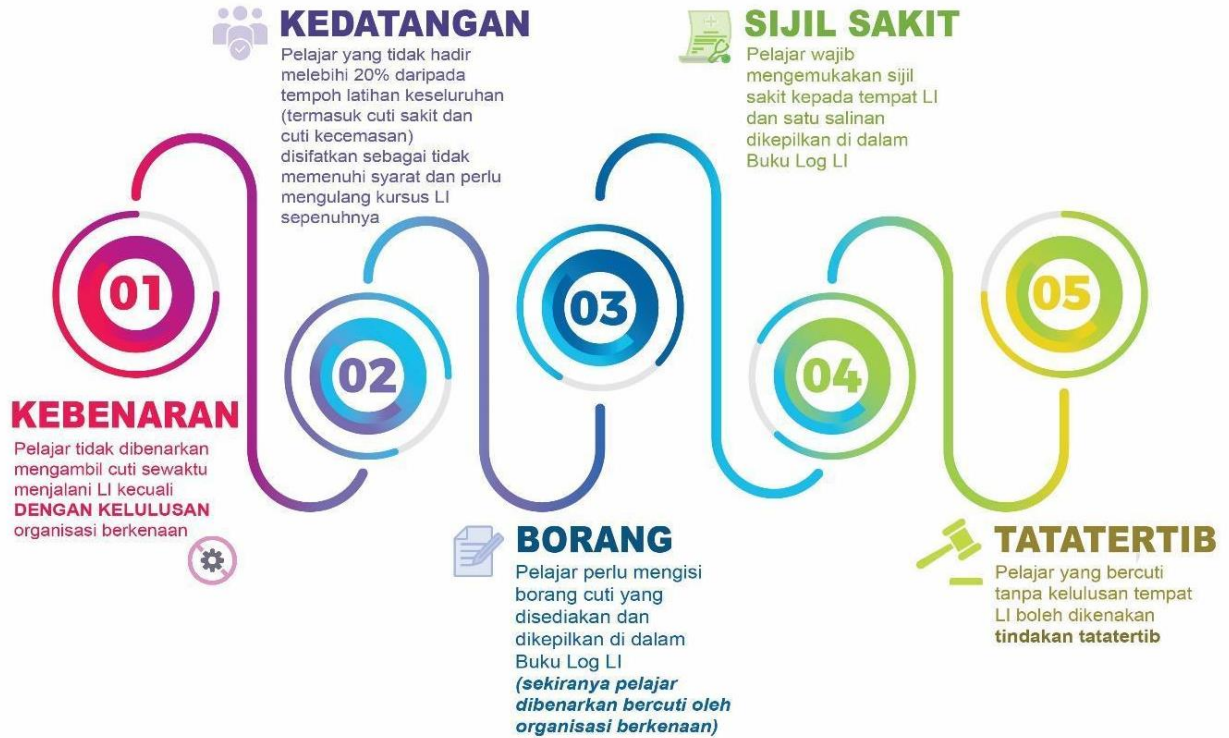 01
KEBENARAN
Pelajar tidak dibenarkan
mengambil cuti sewaktu
menjalani LI kecuali
DENGAN KELULUSAN
organisasi berkenaan
KEDATANGAN
Pelajar yang tidak hadir
melebihi 20% daripada
tempoh latihan keseluruhan
(termasuk cuti sakit dan
cuti kecemasan)
disifatkan sebagai tidak
memenuhi syarat dan perlu
mengulang kursus LI
sepenuhnya
02
03
BORANG
Pelajar perlu mengisi
borang cuti yang
disediakan dan
dikepilkan di dalam
Buku Log LI
(sekiranya pelajar
dibenarkan bercuti oleh
organisasi berkenaan)
SIJIL SAKIT
Pelajar wajib
mengemukakan sijil
sakit kepada tempat LI
dan satu salinan
dikepilkan di dalam
Buku Log LI
04
05
TATATERTIB
Pelajar yang bercuti
tanpa kelulusan tempat
LI boleh dikenakan
tindakan tatatertib